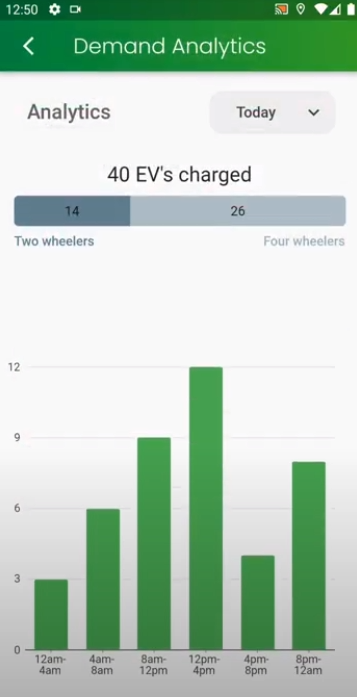 12:50
Demand Analytics
Analytics
Today
40 EV's charged
14 26
Two wheelers Four wheelers
12
9
6
3
0
12am-
4am
4am-
8am
8am-
12pm
12pm-
4pm
4pm-
8pm
8pm-
12am